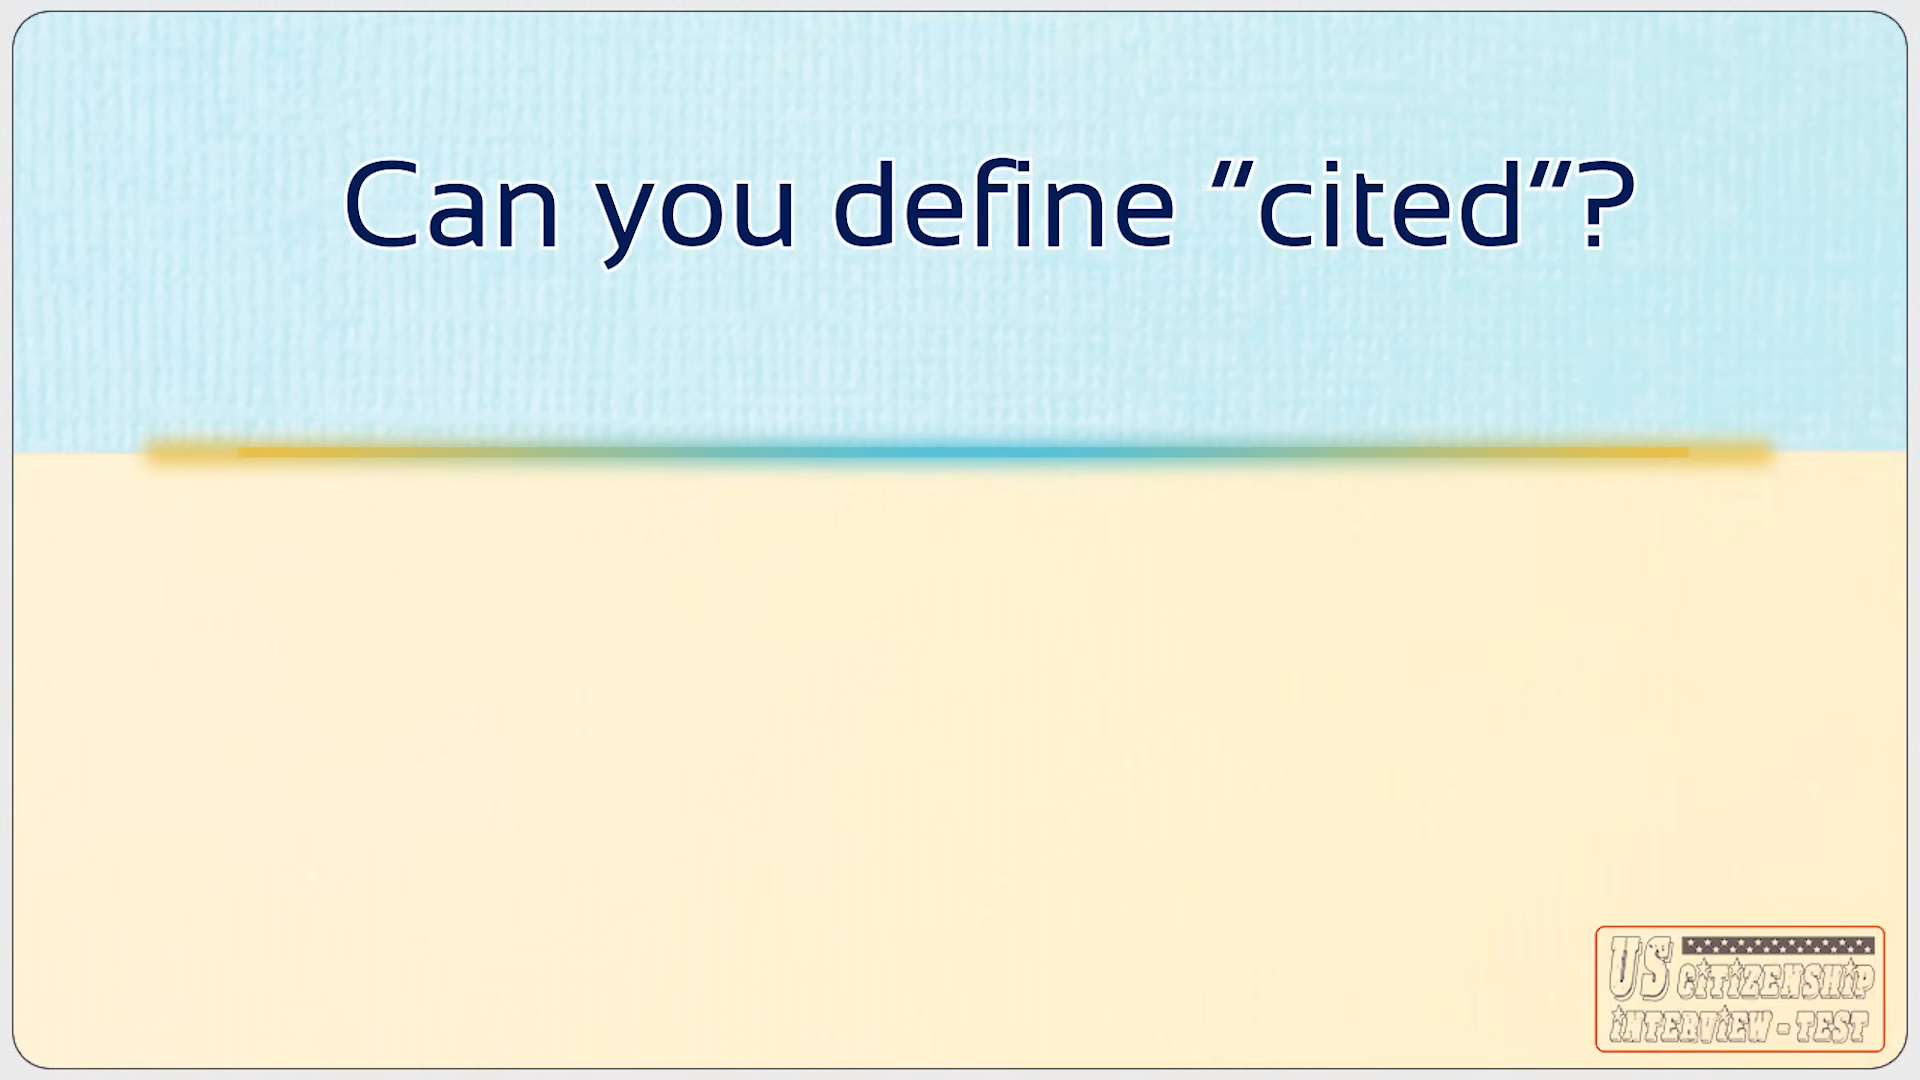 Can you define “cited”?
US CITIZENSHIP
INTERVIEW - TEST